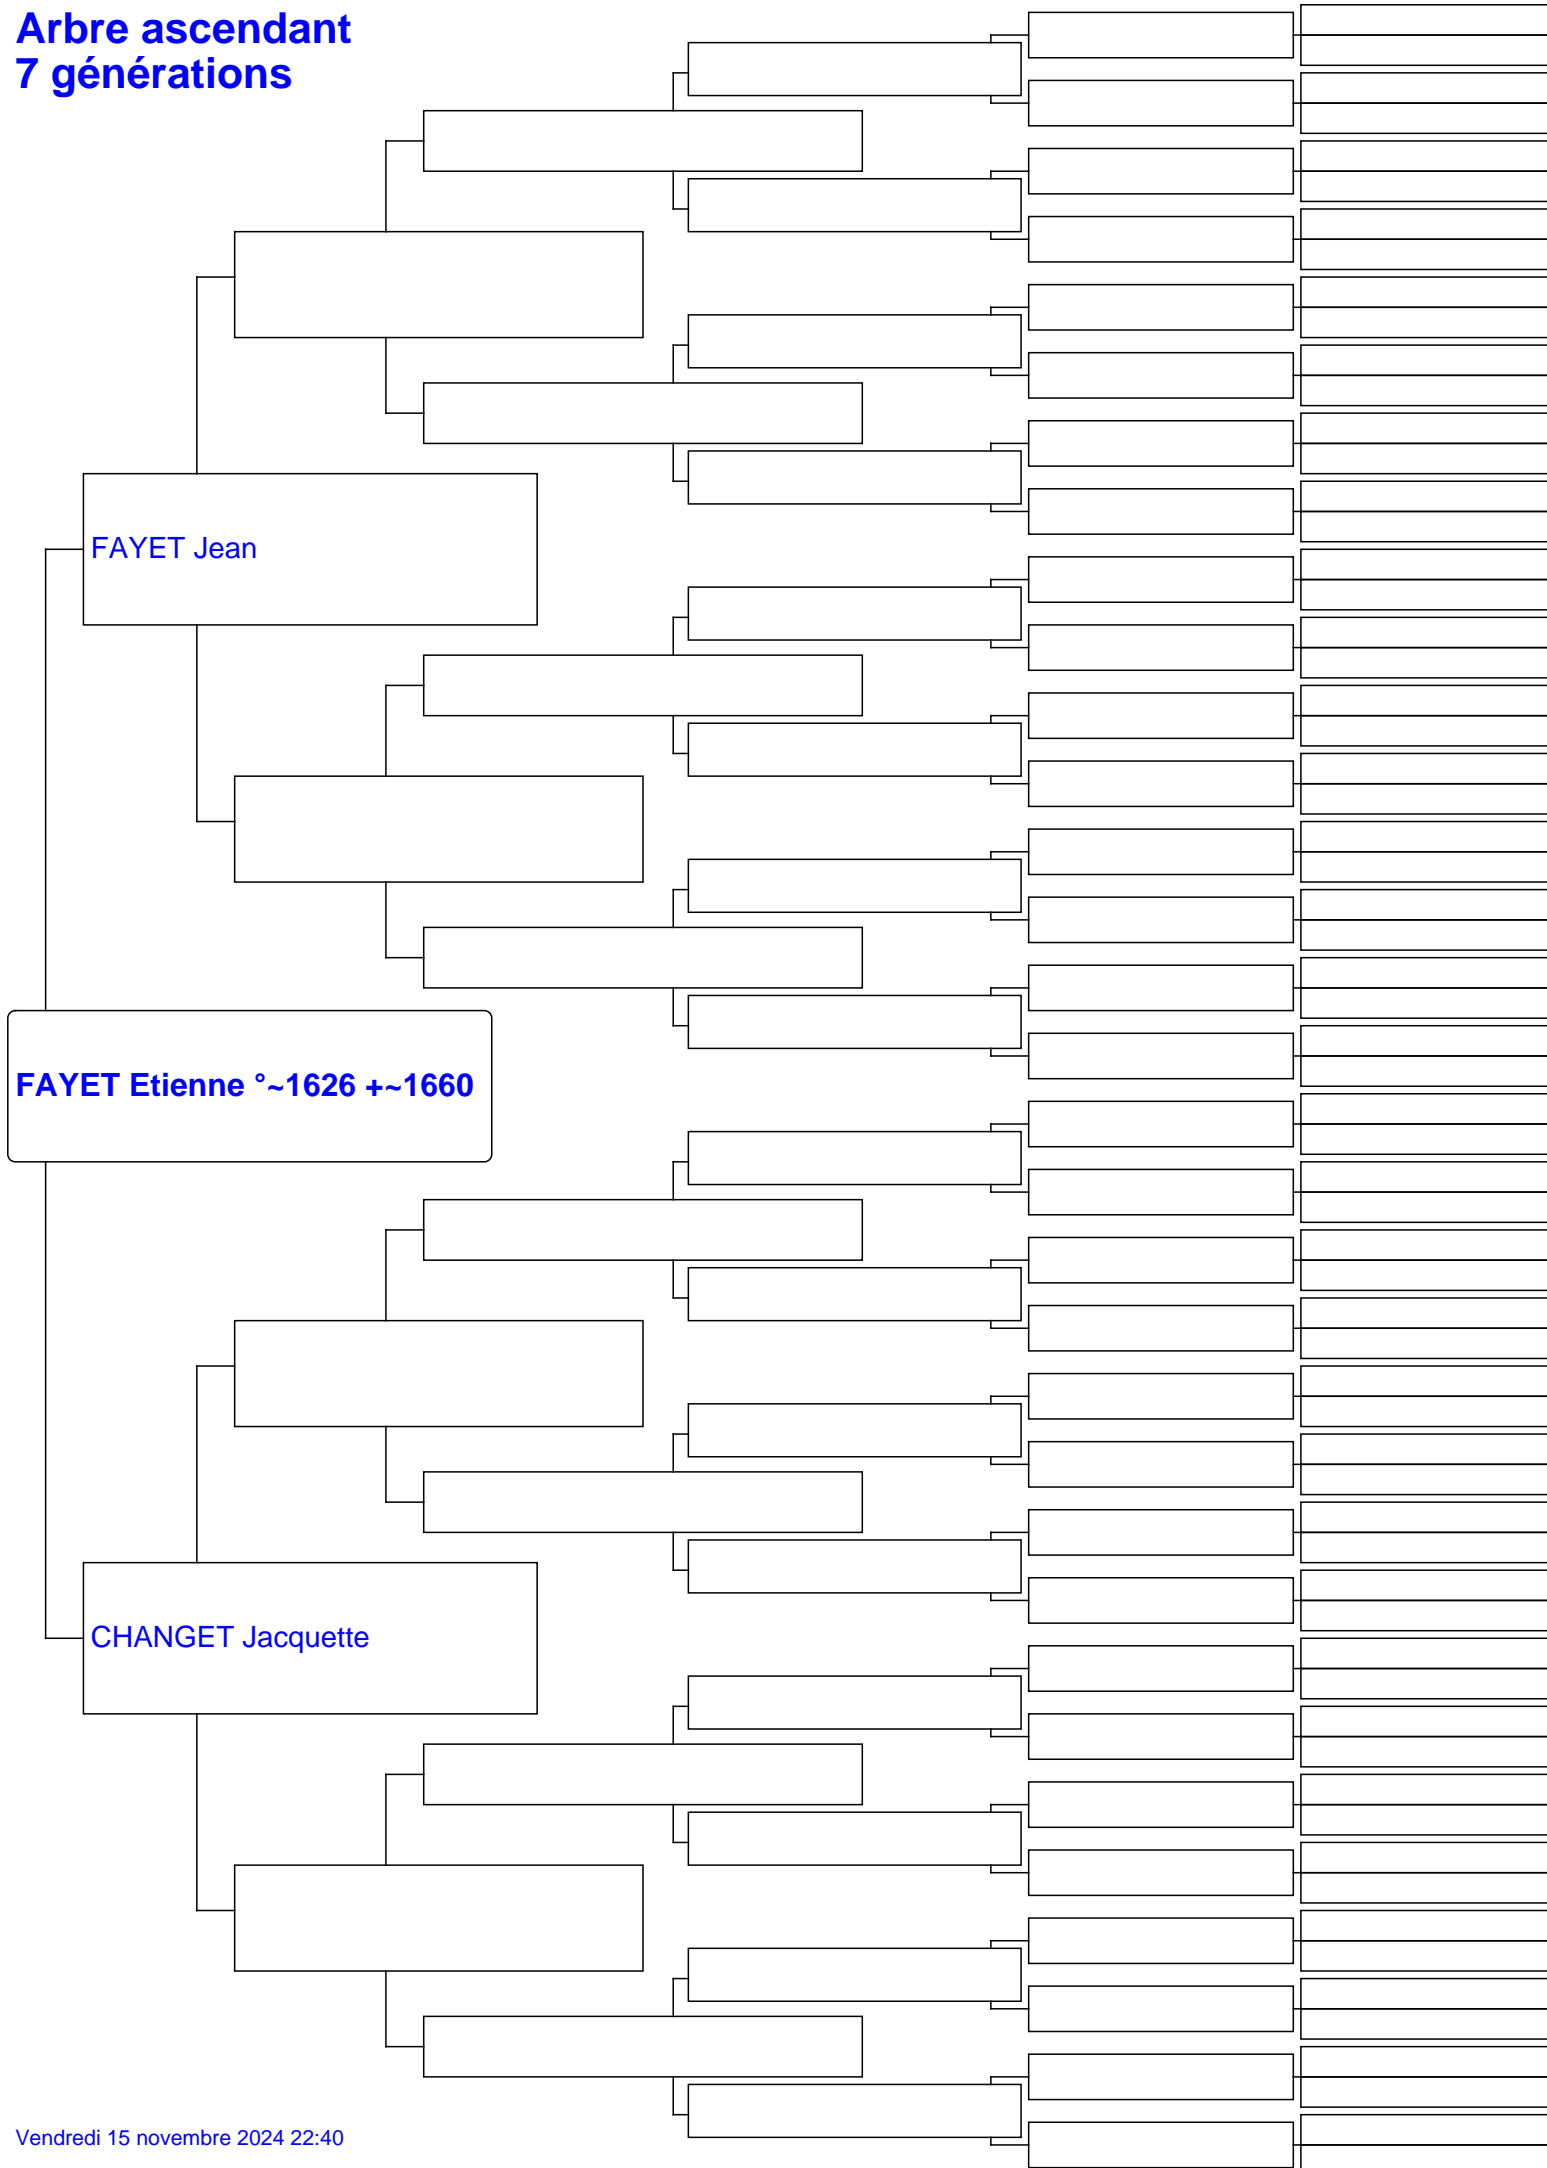 Arbre ascendant
7 générations
FAYET Jean
FAYET Etienne °~1626 +~1660
CHANGET Jacquette
Vendredi 15 novembre 2024 22:40